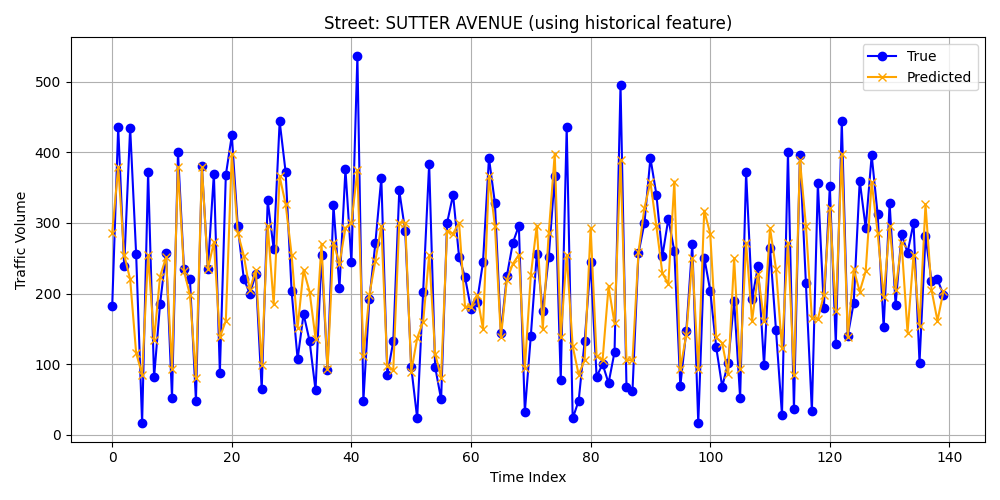 Street: SUTTER AVENUE (using historical feature)
True
Predicted
Traffic Volume
500
400
300
200
100
0
0 20 40 60 80 100 120 140
Time Index